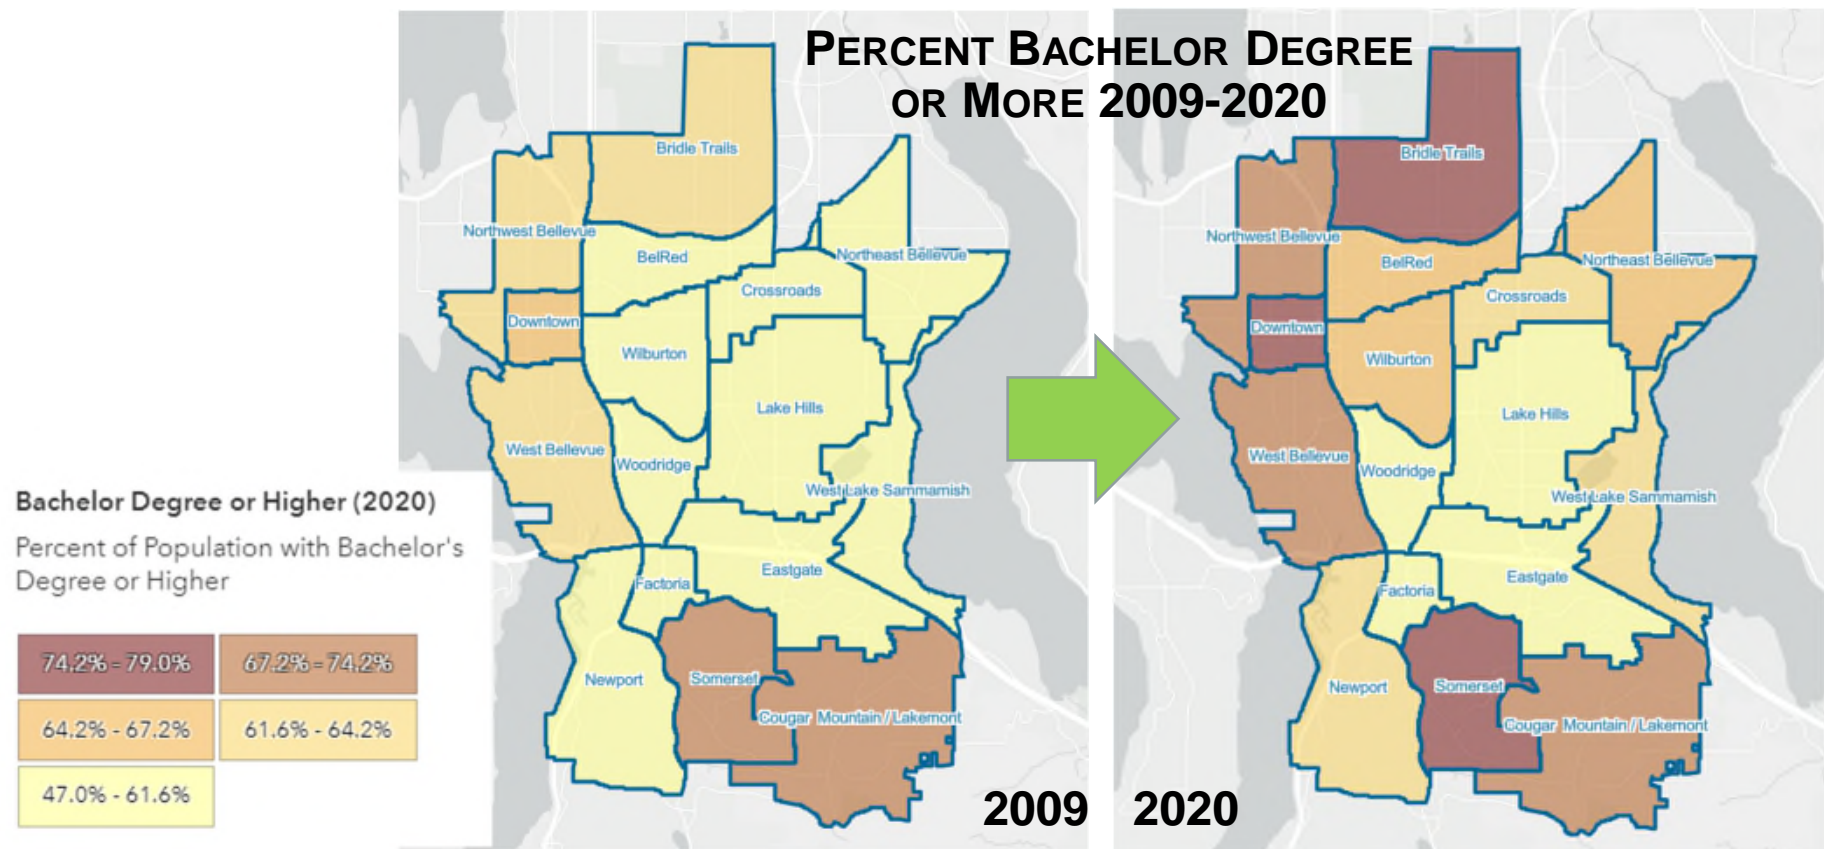 PERCENT BACHELOR DEGREE
OR MORE 2009-2020
Bridle Trails
Northwest Bellevue
BelRed
Northeast Bellevue
Crossroads
Downtown
Wilburton
Lake Hills
West Bellevue
Woodridge
West Lake Sammamish
Eastgate
Factoria
Newport
Somerset
Cougar Mountain / Lakemont
2009
Bridle Trails
Northwest Bellevue
BelRed
Northeast Bellevue
Crossroads
Downtown
Wilburton
Lake Hills
West Bellevue
Woodridge
West Lake Sammamish
Eastgate
Factoria
Newport
Somerset
Cougar Mountain / Lakemont
2020
Bachelor Degree or Higher (2020)
Percent of Population with Bachelor's
Degree or Higher
74.2% - 79.0%
67.2% - 74.2%
64.2% - 67.2%
61.6% - 64.2%
47.0% - 61.6%